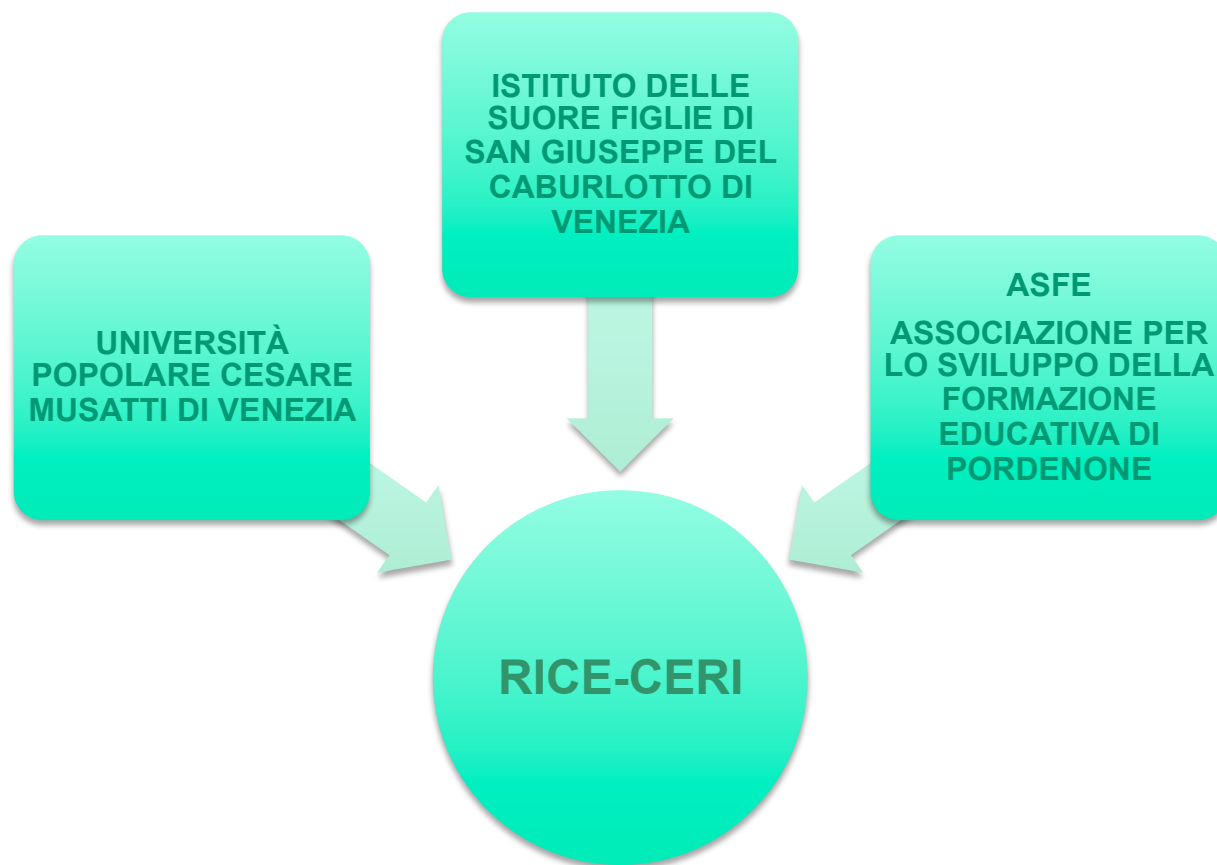 ISTITUTO DELLE
SUORE FIGLIE DI
SAN GIUSEPPE DEL
CABURLOTTO DI
VENEZIA
UNIVERSITÀ
POPOLARE CESARE
MUSATTI DI VENEZIA
ASFE
ASSOCIAZIONE PER
LO SVILUPPO DELLA
FORMAZIONE
EDUCATIVA DI
PORDENONE
RICE-CERI